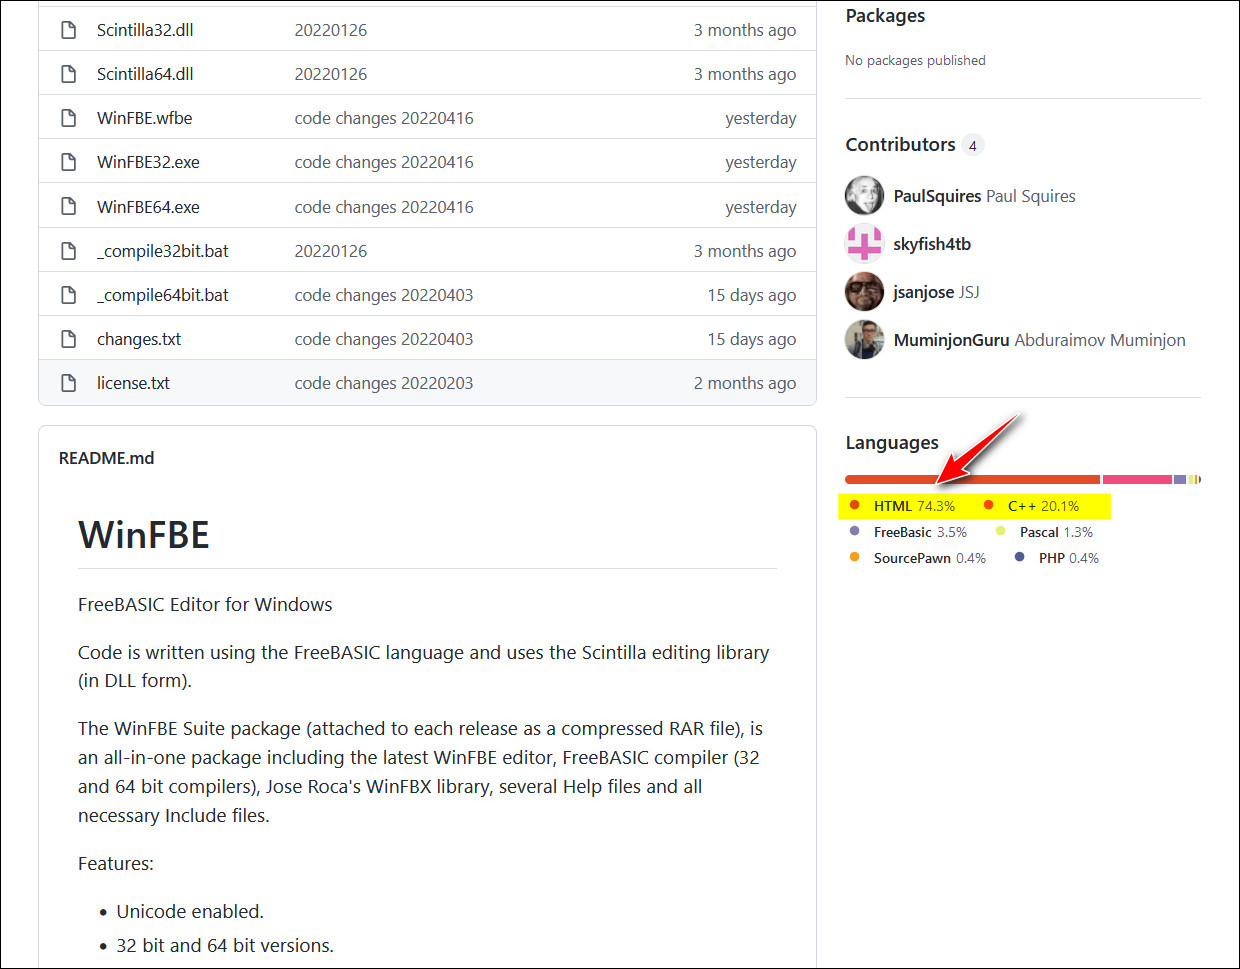 Scintilla32.dll 20220126 3 months ago
Scintilla64.dll 20220126 3 months ago
WinFBE.wfbe code changes 20220416 yesterday
WinFBE32.exe code changes 20220416 yesterday
WinFBE64.exe code changes 20220416 yesterday
_compile32bit.bat 20220126 3 months ago
_compile64bit.bat code changes 20220403 15 days ago
changes.txt code changes 20220403 15 days ago
license.txt code changes 20220203 2 months ago
README.md
WinFBE
FreeBASIC Editor for Windows
Code is written using the FreeBASIC language and uses the Scintilla editing library
(in DLL form).
The WinFBE Suite package (attached to each release as a compressed RAR file), is
an all-in-one package including the latest WinFBE editor, FreeBASIC compiler (32
and 64 bit compilers), Jose Roca's WinFBX library, several Help files and all
necessary Include files.
Features:
• Unicode enabled.
• 32 bit and 64 bit versions.
Packages
No packages published
Contributors 4
PaulSquires Paul Squires
skyfish4tb
jsanjose JSJ
MuminjonGuru Abduraimov Muminjon
Languages
HTML 74.3% C++ 20.1%
FreeBasic 3.5% Pascal 1.3%
SourcePawn 0.4% PHP 0.4%